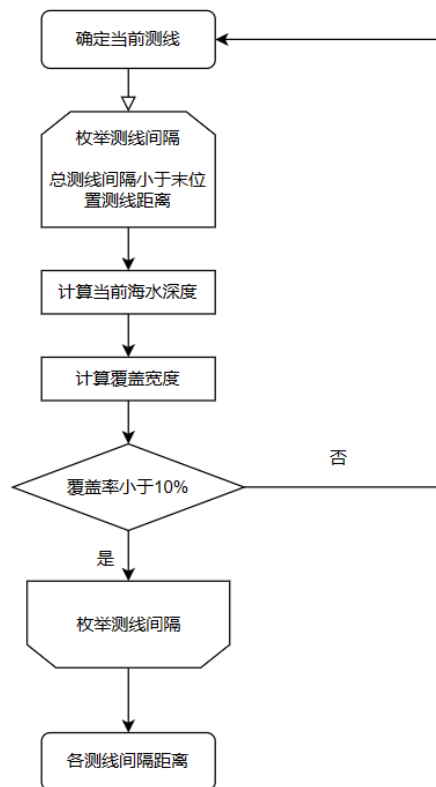 确定当前测线
枚举测线间隔
总测线间隔小于末位
置测线距离
计算当前海水深度
计算覆盖宽度
覆盖率小于10%
否
是
枚举测线间隔
各测线间隔距离